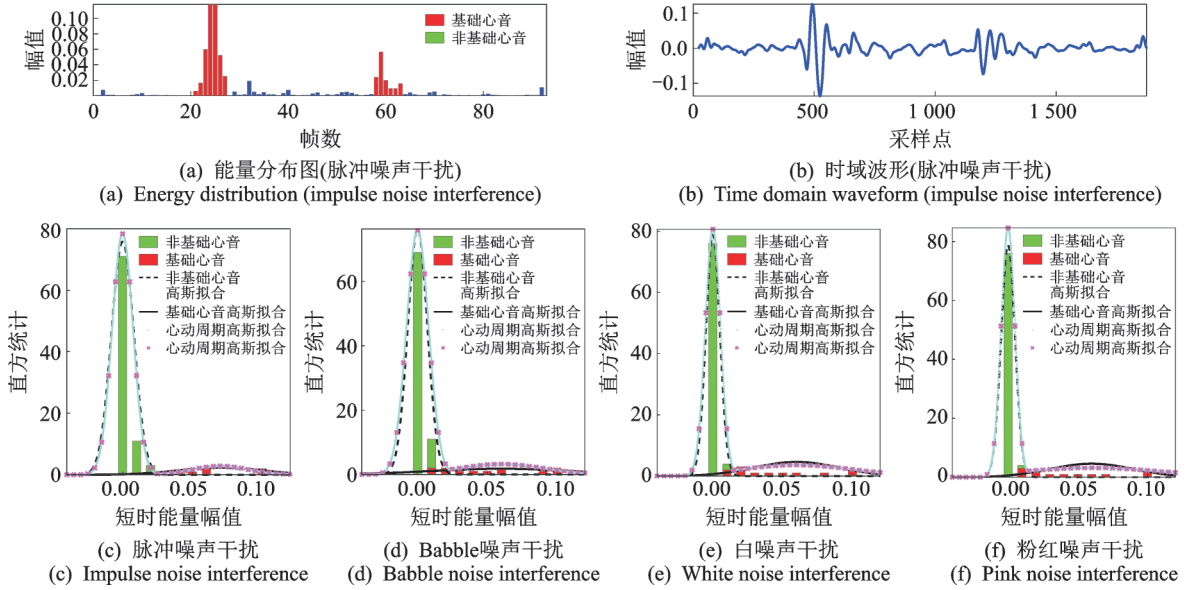 0.10
0.08
0.06
0.04
0.02
幅值
基础心音
非基础心音
0
20
40
60
80
帧数
(a) 能量分布图(脉冲噪声干扰)
(a) Energy distribution (impulse noise interference)
0.1
0.0
−0.1
幅值
0
500
1 000
1 500
采样点
(b) 时域波形(脉冲噪声干扰)
(b) Time domain waveform (impulse noise interference)
80
60
40
20
0
直方统计
非基础心音
基础心音
非基础心音
高斯拟合
基础心音高斯拟合
心动周期高斯拟合
心动周期高斯拟合
0.00
0.05
0.10
短时能量幅值
(c) 脉冲噪声干扰
(c) Impulse noise interference
60
40
20
0
直方统计
非基础心音
基础心音
非基础心音
高斯拟合
基础心音高斯拟合
心动周期高斯拟合
心动周期高斯拟合
0.00
0.05
0.10
短时能量幅值
(d) Babble噪声干扰
(d) Babble noise interference
80
60
40
20
0
直方统计
非基础心音
基础心音
非基础心音
高斯拟合
基础心音高斯拟合
心动周期高斯拟合
心动周期高斯拟合
0.00
0.05
0.10
短时能量幅值
(e) 白噪声干扰
(e) White noise interference
80
60
40
20
0
直方统计
非基础心音
基础心音
非基础心音
高斯拟合
基础心音高斯拟合
心动周期高斯拟合
心动周期高斯拟合
0.00
0.05
0.10
短时能量幅值
(f) 粉红噪声干扰
(f) Pink noise interference